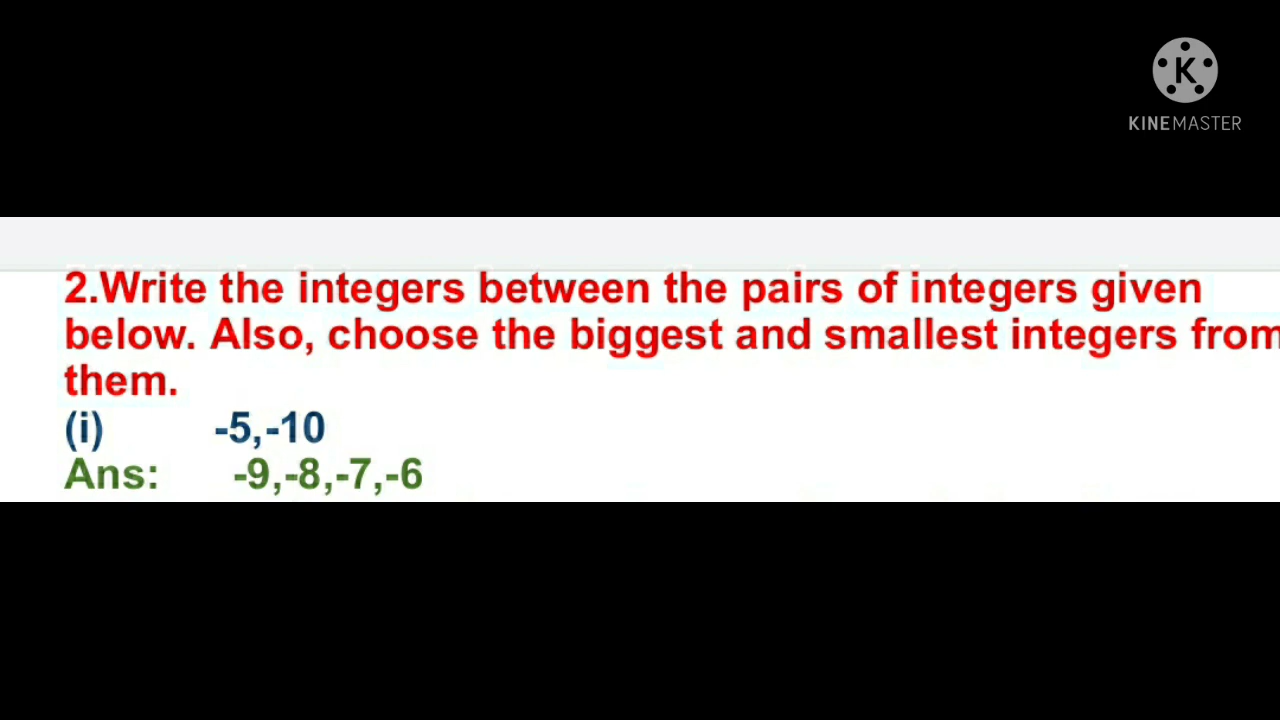 K
KINEMASTER
2.Write the integers between the pairs of integers given
below. Also, choose the biggest and smallest integers from
them.
(i) -5,-10
Ans: -9,-8,-7,-6